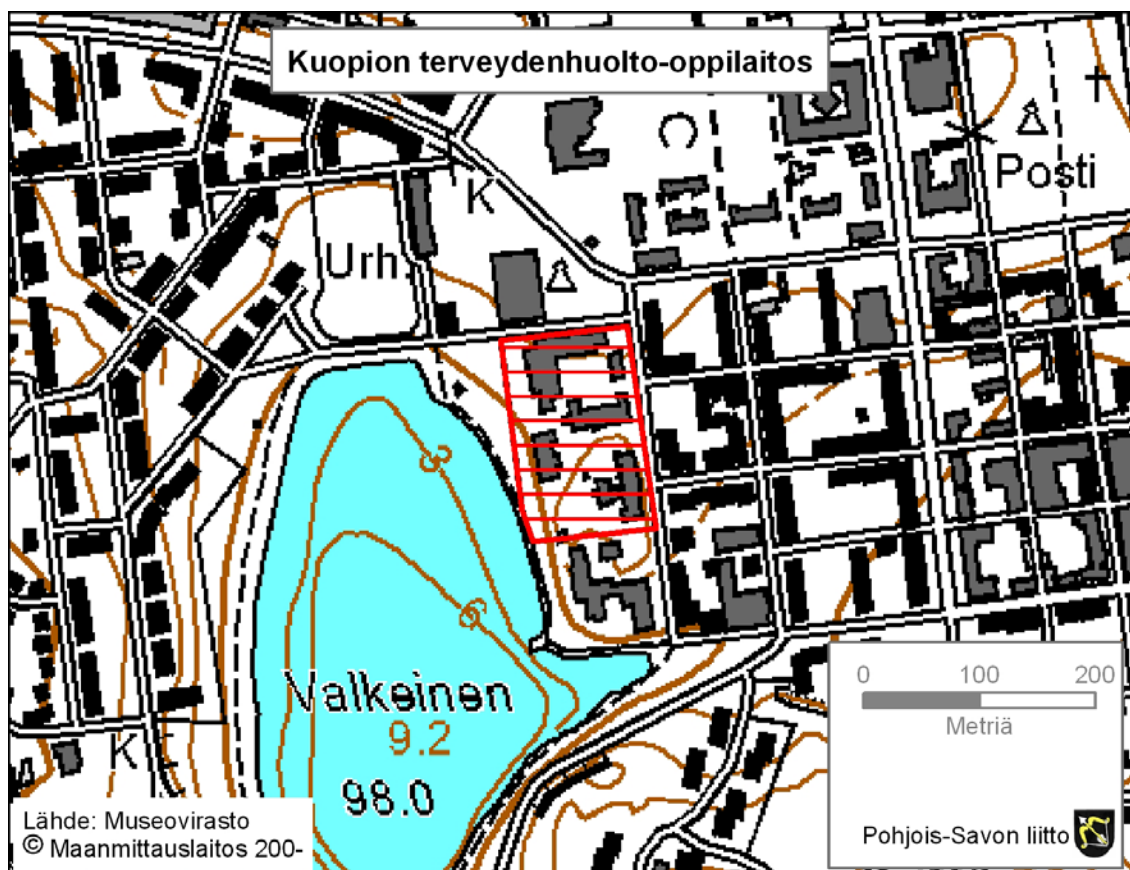 Kuopion terveydenhuolto-oppilaitos
Posti
K
Urh.
3
6
Valkeinen
9.2
98.0
K
0 100 200
Metriä
Lähde: Museovirasto
© Maanmittauslaitos 200-
Pohjois-Savon liitto